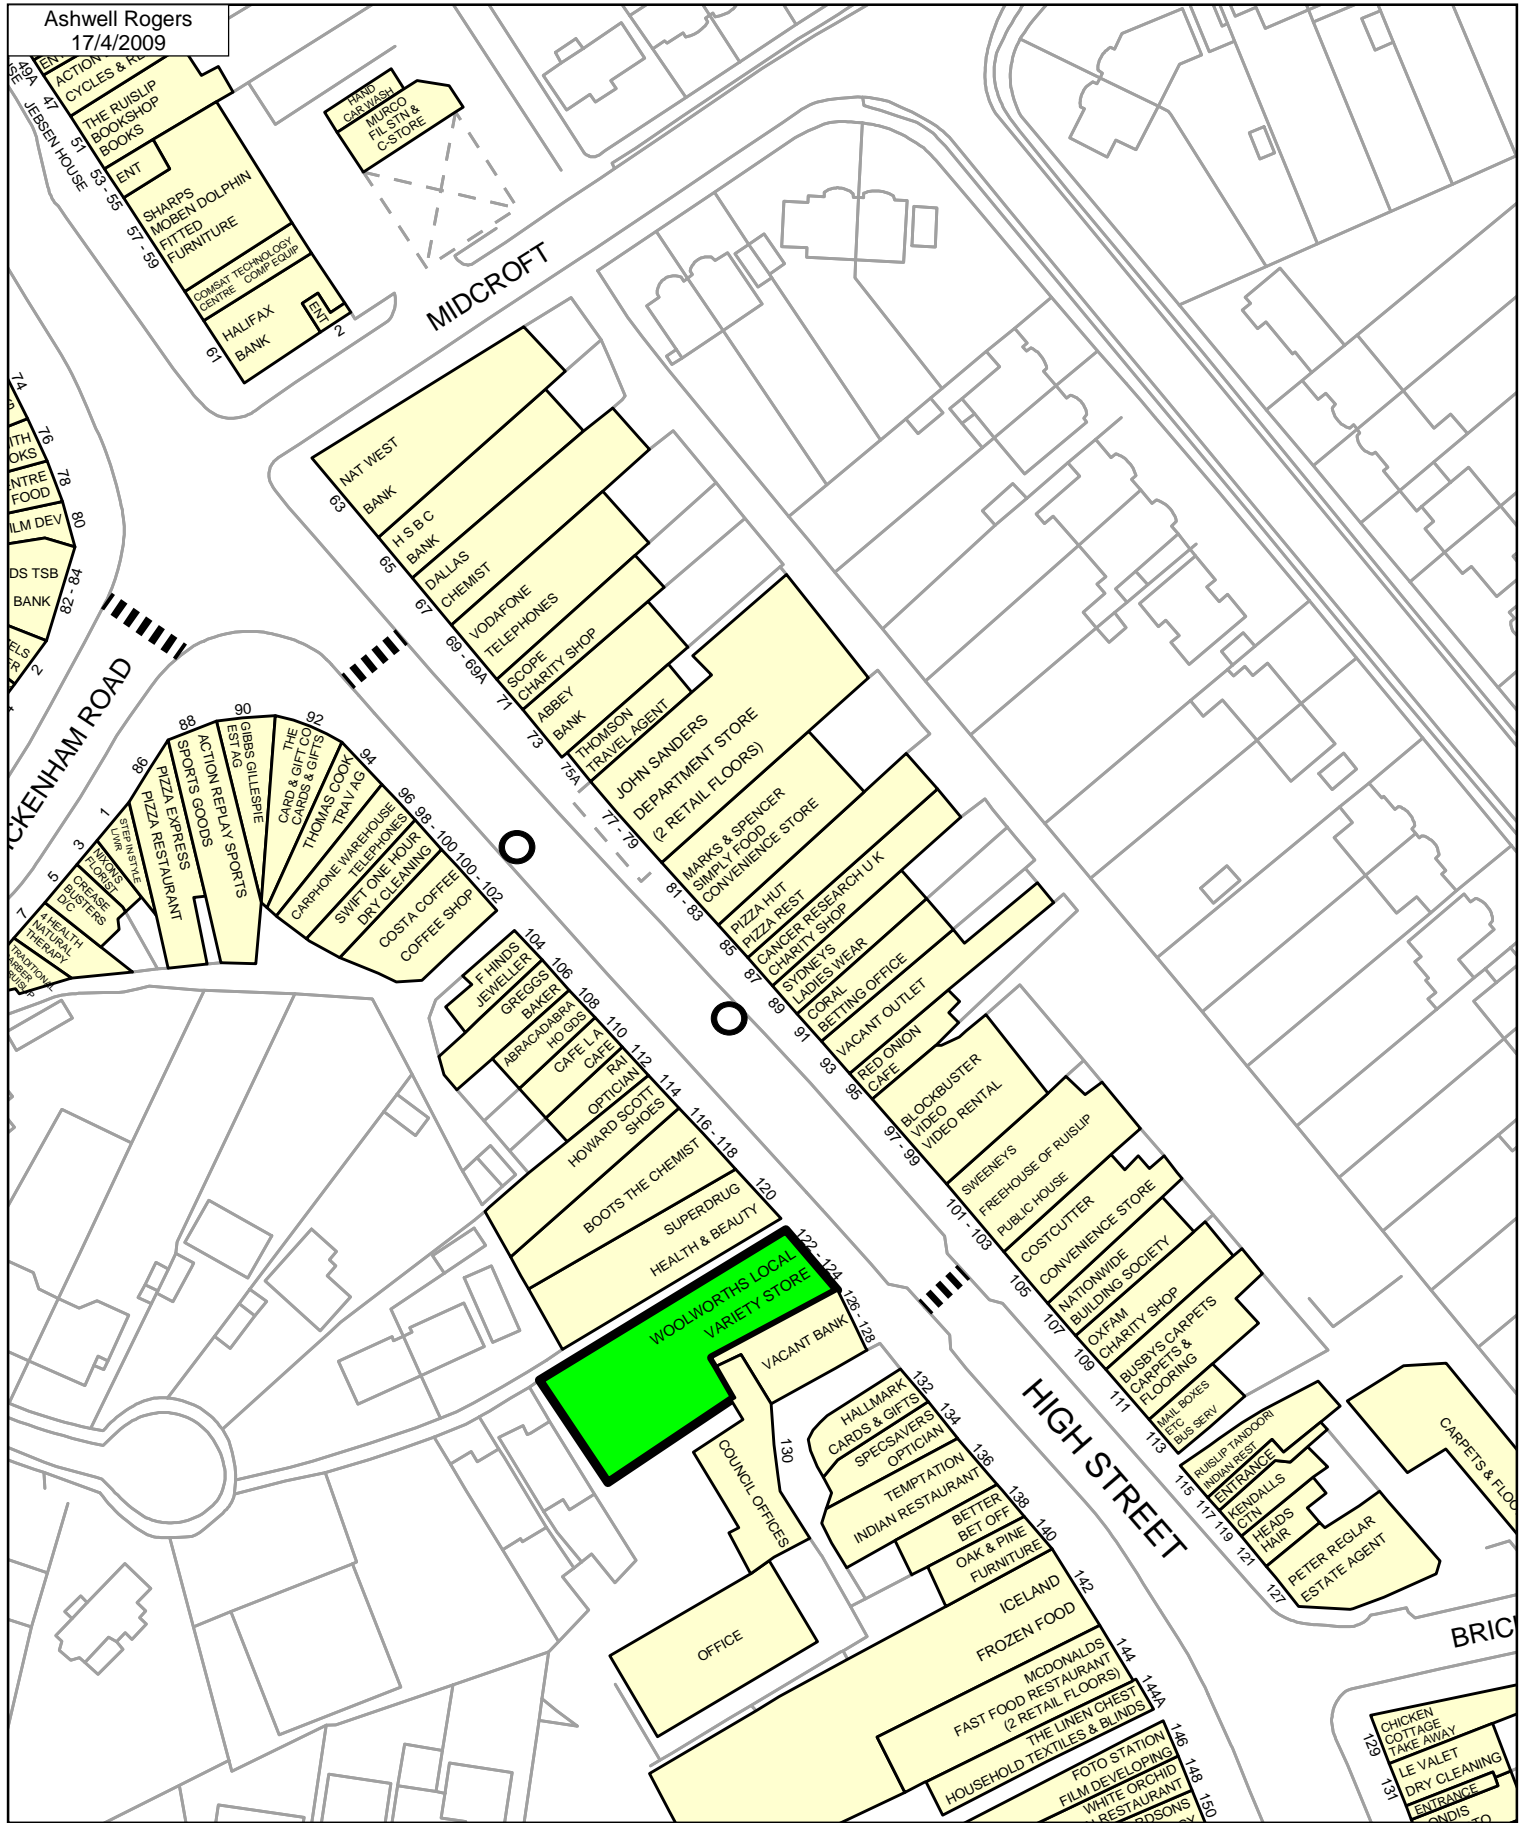 Ashwell Rogers
17/4/2009
49A
47
51
53 - 55
57 - 59
61
JEBSEN HOUSE
ACTION
CYCLES & RE
THE RUISLIP
BOOKSHOP
BOOKS
ENT
SHARPS
MOBEN DOLPHIN
FITTED
FURNITURE
COMSAT TECHNOLOGY
CENTRE COMP EQUIP
HALIFAX
BANK
ENT
2
HAND
CAR WASH
MURCO
FIL STN &
C-STORE
MIDCROFT
74
76
78
80
82 - 84
2
ITH
OKS
ENTRE
FOOD
ILM DEV
DS TSB
BANK
ELS
ER
CKENHAM ROAD
NAT WEST
BANK
63
H S B C
BANK
65
DALLAS
CHEMIST
67
VODAFONE
TELEPHONES
69 - 69A
SCOPE
CHARITY SHOP
71
ABBEY
BANK
73
THOMSON
TRAVEL AGENT
75A
JOHN SANDERS
DEPARTMENT STORE
(2 RETAIL FLOORS)
77 - 79
MARKS & SPENCER
SIMPLY FOOD
CONVENIENCE STORE
81 - 83
PIZZA HUT
PIZZA REST
85
CANCER RESEARCH U K
CHARITY SHOP
87
SYDNEYS
LADIES WEAR
89
CORAL
BETTING OFFICE
91
VACANT OUTLET
93
RED ONION
CAFE
95
BLOCKBUSTER
VIDEO
VIDEO RENTAL
97 - 99
SWEENEYS
FREEHOUSE OF RUISLIP
PUBLIC HOUSE
101 - 103
COSTCUTTER
CONVENIENCE STORE
105
NATIONWIDE
BUILDING SOCIETY
107
OXFAM
CHARITY SHOP
109
BUSBYS CARPETS
CARPETS &
FLOORING
111
MAIL BOXES
ETC
BUS SERV
113
RUISLIP TANDOORI
INDIAN REST
115
ENTRANCE
117
KENDALLS
CTN
119
HEADS
HAIR
121
PETER REGLAR
ESTATE AGENT
127
CARPETS & FLOO
BRIC
CHICKEN
COTTAGE
TAKE AWAY
129
LE VALET
DRY CLEANING
131
ENTRANCE
ONDIS
TO
7
5
3
1
TRADITIONAL
ARBER
RUISLIP
4 HEALTH
NATURAL
THERAPY
CREASE
BUSTERS
D/C
NIXONS
FLORIST
STEP IN STYLE
L/WR
86
PIZZA EXPRESS
PIZZA RESTAURANT
88
ACTION REPLAY SPORTS
SPORTS GOODS
90
GIBBS GILLESPIE
EST AG
92
THE
CARD & GIFT CO
CARDS & GIFTS
94
THOMAS COOK
TRAV AG
96
CARPHONE WAREHOUSE
TELEPHONES
98 - 100
SWIFT ONE HOUR
DRY CLEANING
100 - 102
COSTA COFFEE
COFFEE SHOP
104
F HINDS
JEWELLER
106
GREGGS
BAKER
108
ABRACADABRA
HO GDS
110
CAFE L A
CAFE
112
RAI
OPTICIAN
114
HOWARD SCOTT
SHOES
116 - 118
BOOTS THE CHEMIST
120
SUPERDRUG
HEALTH & BEAUTY
122 - 124
WOOLWORTHS LOCAL
VARIETY STORE
126 - 128
VACANT BANK
130
COUNCIL OFFICES
OFFICE
132
HALLMARK
CARDS & GIFTS
134
SPECSAVERS
OPTICIAN
136
TEMPTATION
INDIAN RESTAURANT
138
BETTER
BET OFF
140
OAK & PINE
FURNITURE
142
ICELAND
FROZEN FOOD
144
MCDONALDS
FAST FOOD RESTAURANT
(2 RETAIL FLOORS)
144A
THE LINEN CHEST
HOUSEHOLD TEXTILES & BLINDS
146
FOTO STATION
FILM DEVELOPING
148
WHITE ORCHID
RESTAURANT
150
RDSONS
HIGH STREET